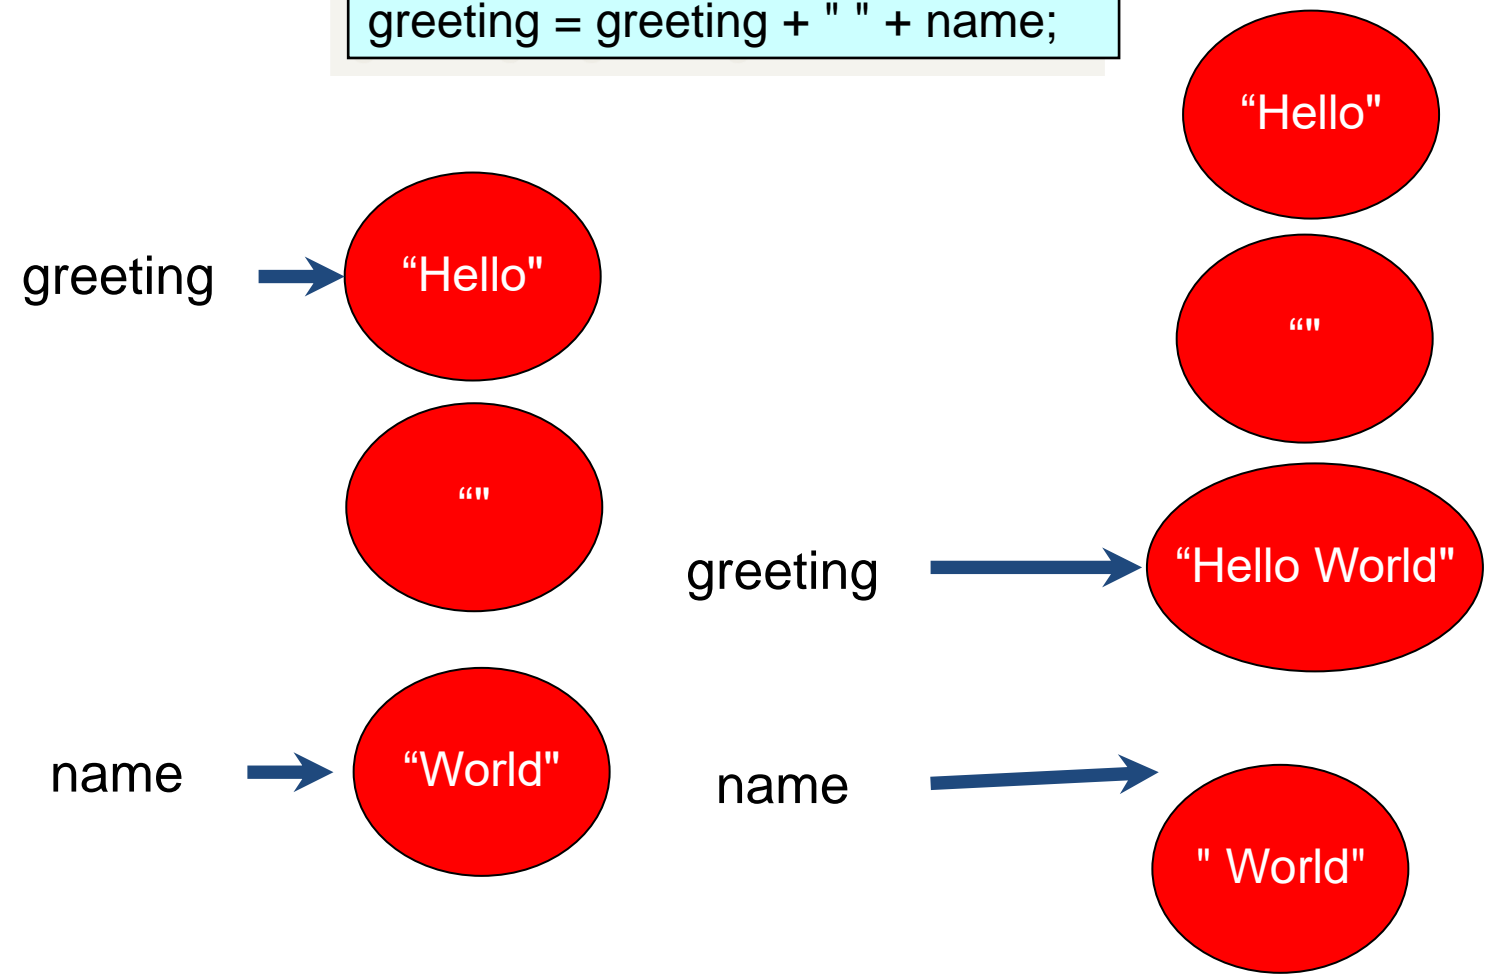 greeting = greeting + " " + name;
“Hello"
greeting
“Hello"
“"
“"
greeting
“Hello World"
name
“World"
name
" World"